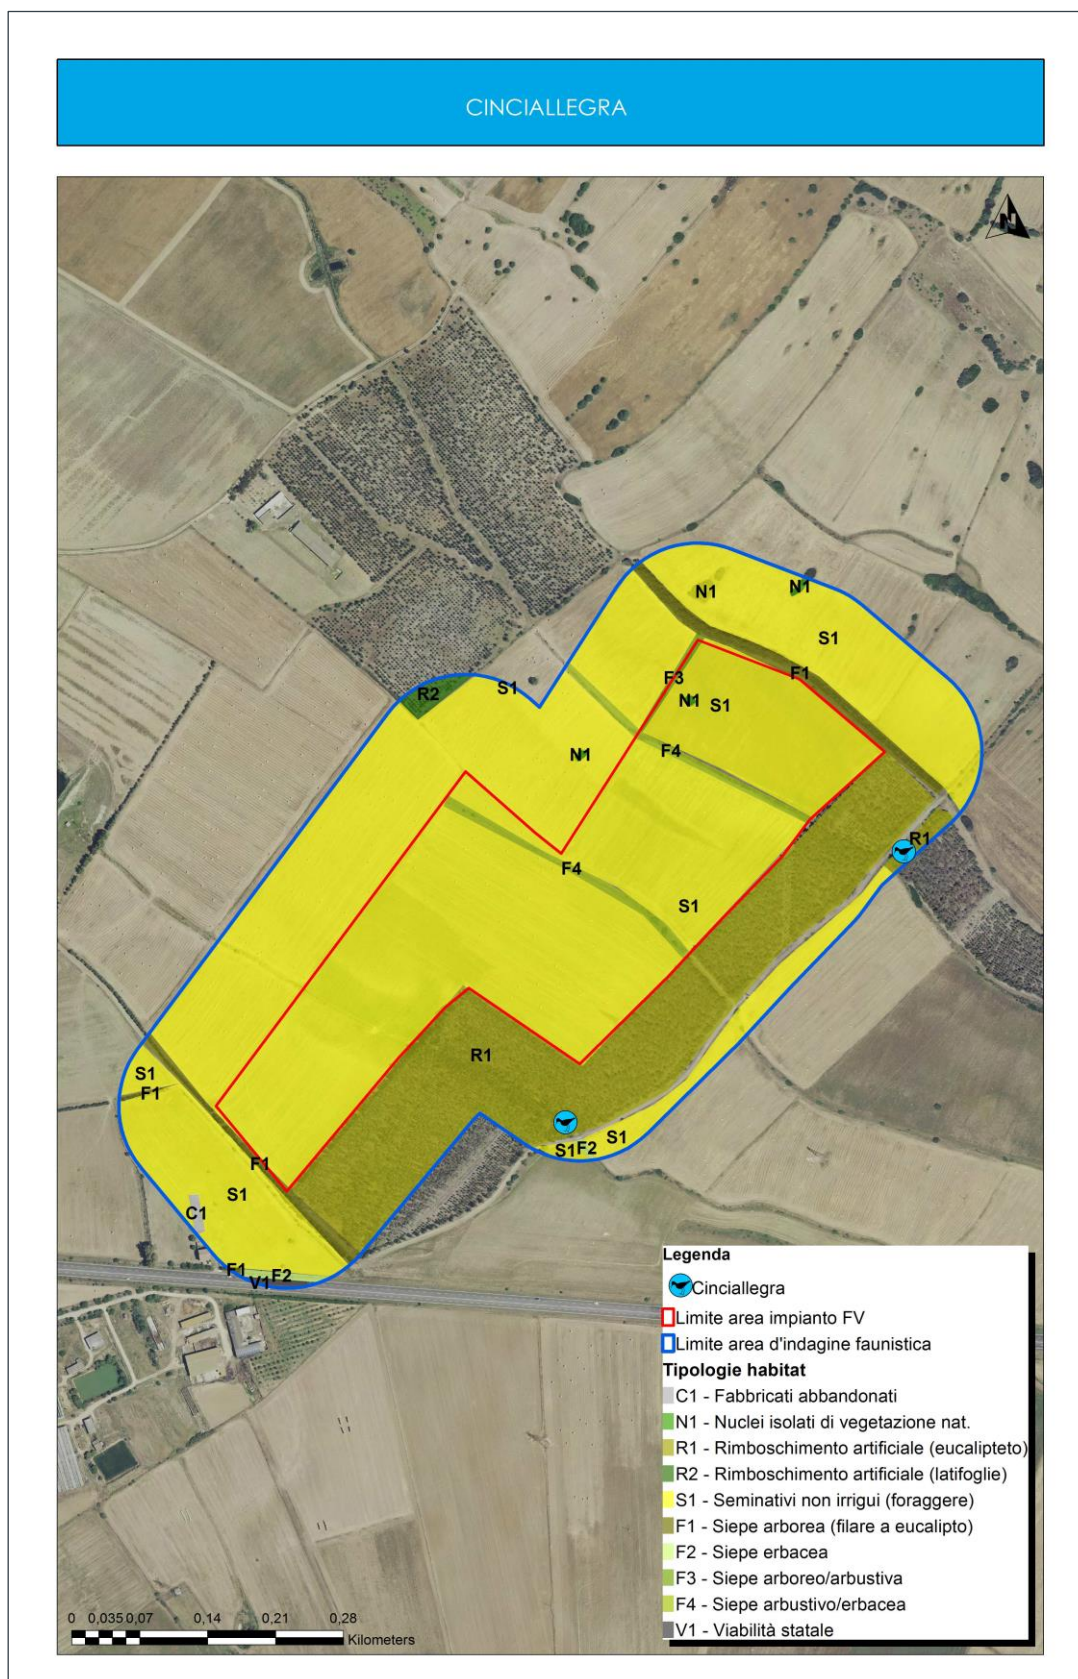 CINCIALLEGRA
N
N1
N1
S1
F3
F1
R2
S1
N1
S1
N1
F4
R1
F4
S1
R1
S1
F1
S1
S1
F2
F1
S1
C1
F1
F2
V1
Legenda
Cinciallegra
Limite area impianto FV
Limite area d'indagine faunistica
Tipologie habitat
C1 - Fabbricati abbandonati
N1 - Nuclei isolati di vegetazione nat.
R1 - Rimboschimento artificiale (eucalipteto)
R2 - Rimboschimento artificiale (latifoglie)
S1 - Seminativi non irrigui (foraggere)
F1 - Siepe arborea (filare a eucalipto)
F2 - Siepe erbacea
F3 - Siepe arboreo/arbustiva
F4 - Siepe arbustivo/erbacea
V1 - Viabilità statale
0 0,035 0,07 0,14 0,21 0,28
Kilometers